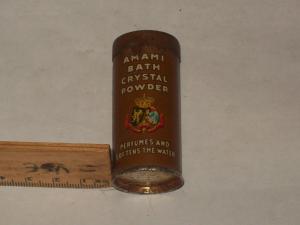 AMAMI
BATH
CRYSTAL
POWDER
PERFUMES AND
SOFTENS THE WATER